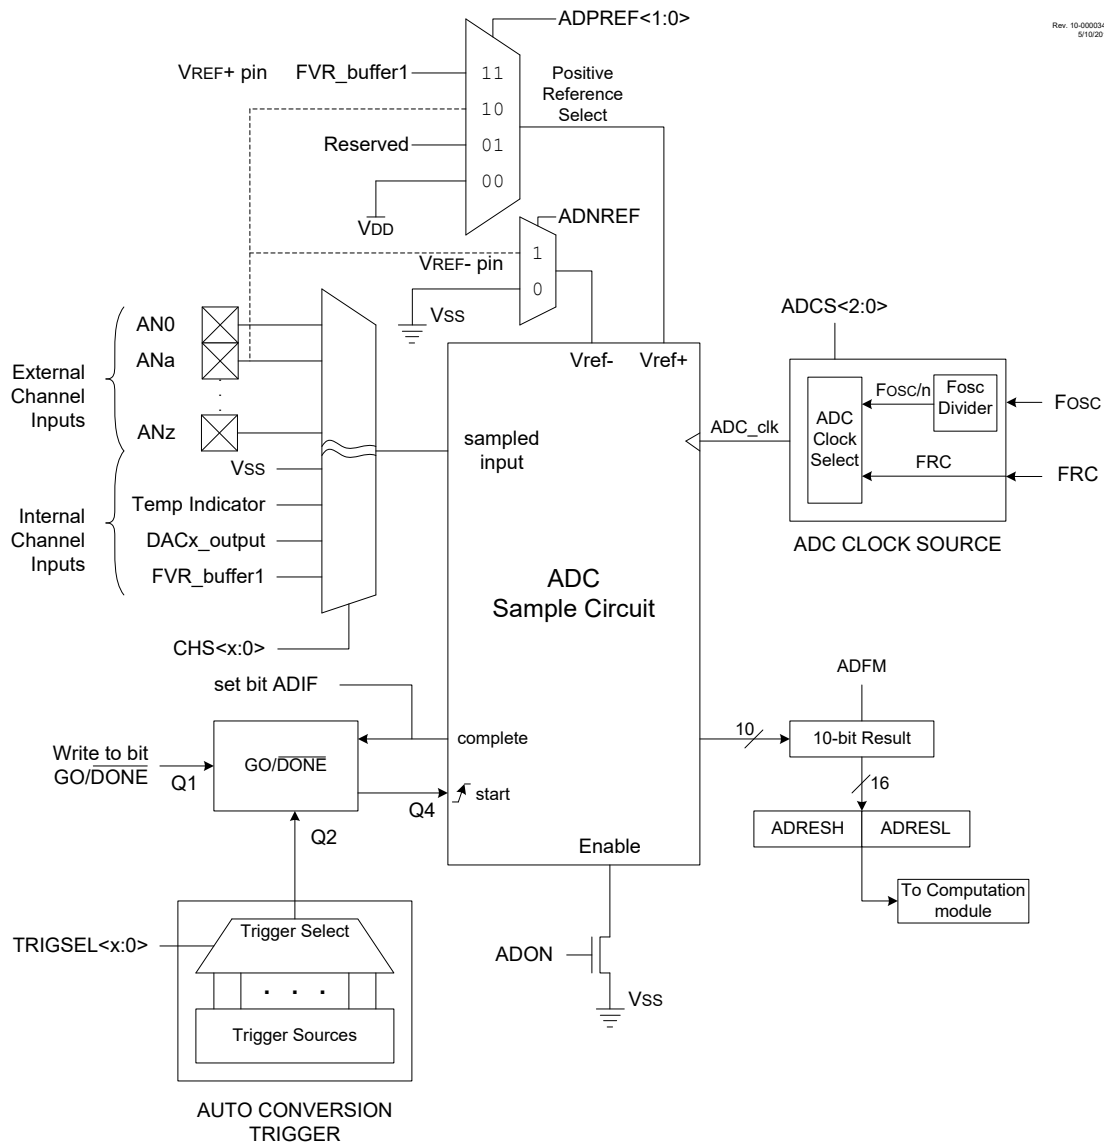 Rev. 10-000034
5/10/20
ADPREF<1:0>
VREF+ pin
FVR_buffer1
11
Positive
Reference
Select
10
Reserved
01
00
VDD
ADNREF
VREF- pin
1
0
VSS
Vref-
Vref+
External
Channel
Inputs
AN0
ANa
.
.
ANz
Internal
Channel
Inputs
VSS
Temp Indicator
DACx_output
FVR_buffer1
CHS<x:0>
sampled
input
ADC
Sample Circuit
ADCS<2:0>
ADC_clk
ADC
Clock
Select
FOSC/n
Fosc
Divider
FRC
FOSC
FRC
ADC CLOCK SOURCE
set bit ADIF
Write to bit
GO/DONE
Q1
GO/DONE
complete
Q4
start
Q2
Enable
ADFM
10
10-bit Result
16
ADRESH
ADRESL
To Computation
module
TRIGSEL<x:0>
Trigger Select
. . .
Trigger Sources
AUTO CONVERSION
TRIGGER
ADON
VSS